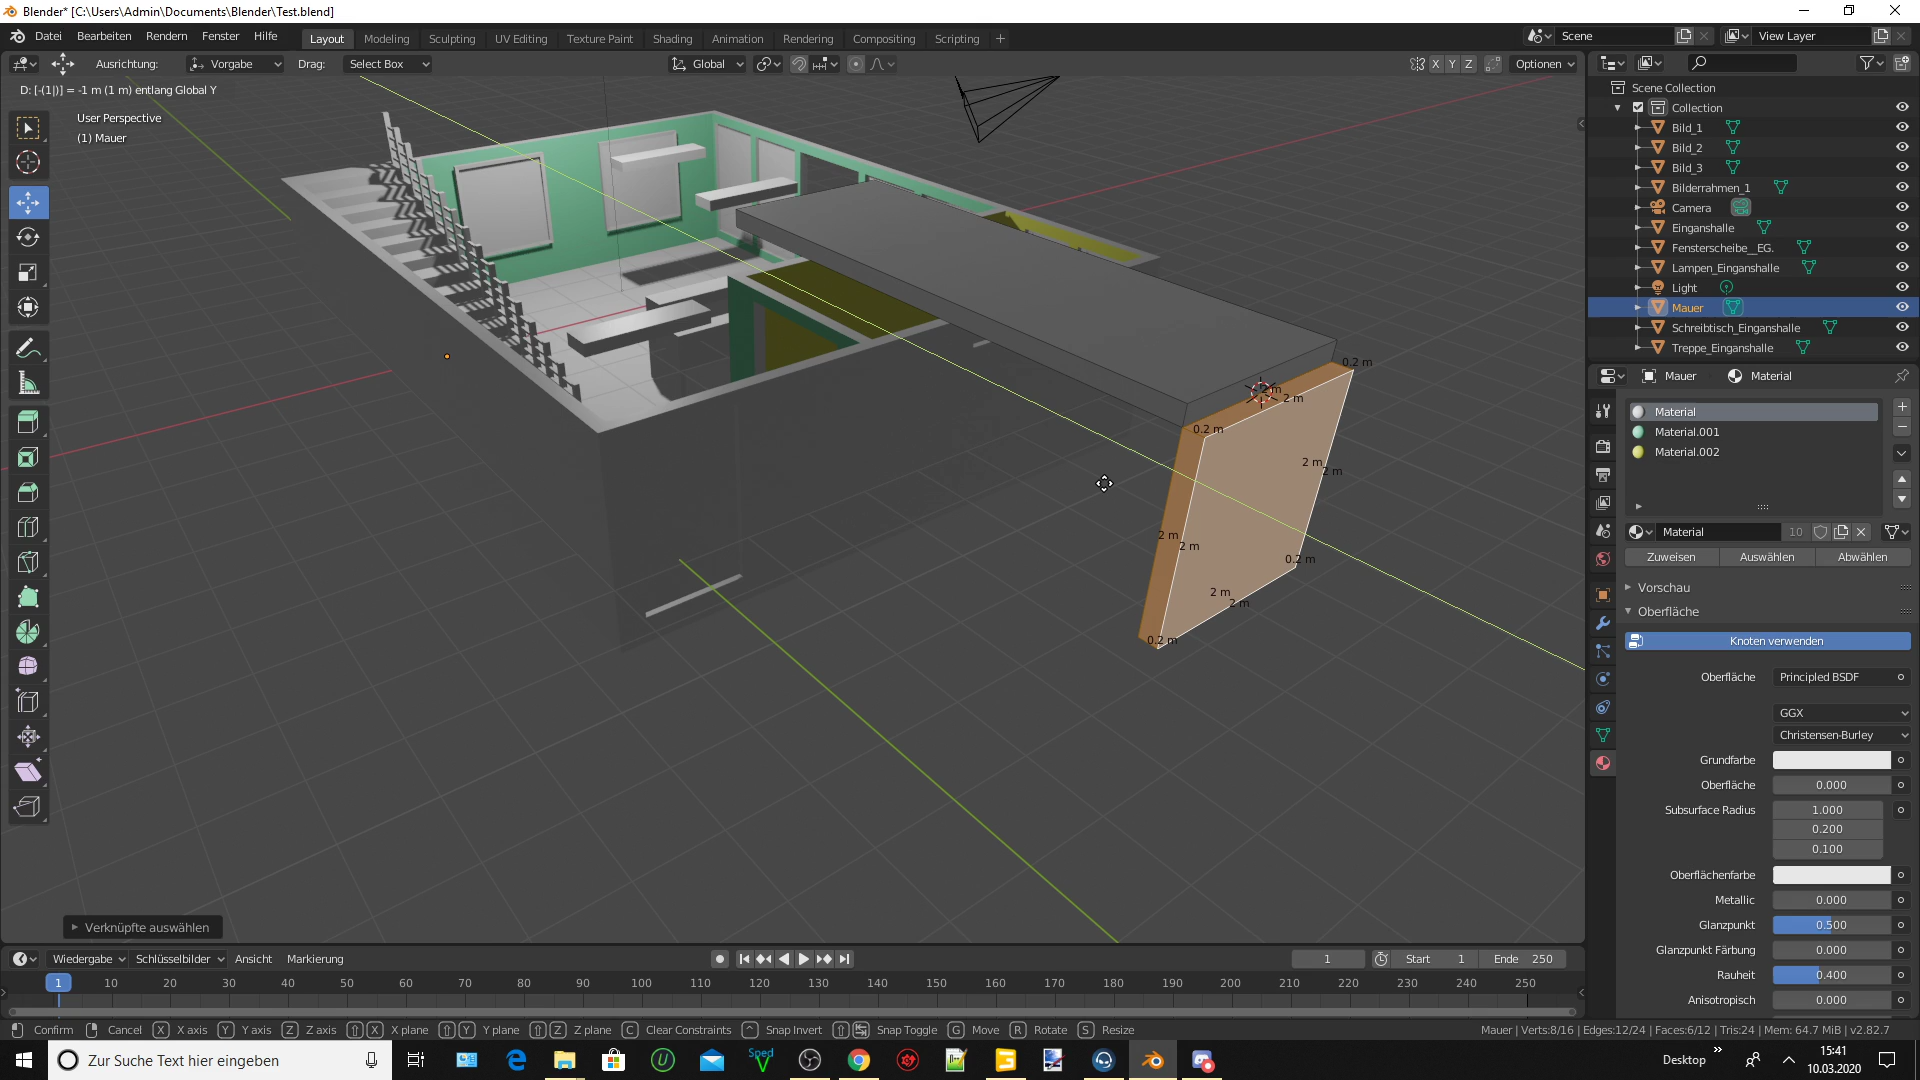 Blender* [C:\Users\Admin\Documents\Blender\Test.blend]
Datei Bearbeiten Rendern Fenster Hilfe Layout Modeling Sculpting UV Editing Texture Paint Shading Animation Rendering Compositing Scripting + Scene View Layer
Ausrichtung: Vorgabe Drag: Select Box Global X Y Z Optionen
D: [-(1|)] = -1 m (1 m) entlang Global Y
User Perspective
(1) Mauer
0.2 m
2 m
2 m
0.2 m
2 m
2 m
2 m
2 m
0.2 m
2 m
2 m
0.2 m
Verknüpfte auswählen
Scene Collection
Collection
Bild_1
Bild_2
Bild_3
Bilderrahmen_1
Camera
Einganshalle
Fensterscheibe__EG.
Lampen_Einganshalle
Light
Mauer
Schreibtisch_Einganshalle
Treppe_Einganshalle
Mauer Material
Material
Material.001
Material.002
Material 10
Zuweisen Auswählen Abwählen
Vorschau
Oberfläche
Knoten verwenden
Oberfläche Principled BSDF
GGX
Christensen-Burley
Grundfarbe
Oberfläche 0.000
Subsurface Radius 1.000
0.200
0.100
Oberflächenfarbe
Metallic 0.000
Glanzpunkt 0.500
Glanzpunkt Färbung 0.000
Rauheit 0.400
Anisotropisch 0.000
Wiedergabe Schlüsselbilder Ansicht Markierung 1 Start 1 Ende 250
1 10 20 30 40 50 60 70 80 90 100 110 120 130 140 150 160 170 180 190 200 210 220 230 240 250
Confirm Cancel X X axis Y Y axis Z Z axis X X plane Y Y plane Z Z plane C Clear Constraints Snap Invert Snap Toggle G Move R Rotate S Resize Mauer | Verts:8/16 | Edges:12/24 | Faces:6/12 | Tris:24 | Mem: 64.7 MiB | v2.82.7
Zur Suche Text hier eingeben Sped V Desktop 15:41
10.03.2020